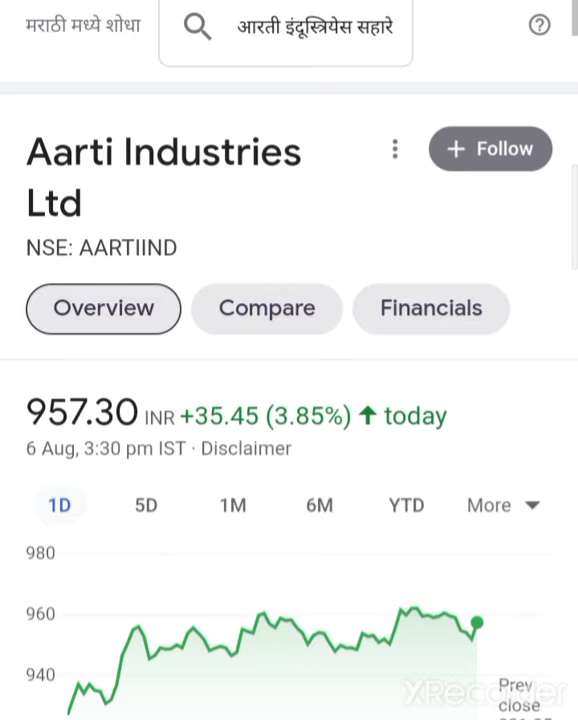 मराठी मध्ये शोधा
आरती इंदूस्त्रियेस सहारे
Aarti Industries
Ltd
+ Follow
NSE: AARTIIND
Overview
Compare
Financials
957.30 INR +35.45 (3.85%) ↑ today
6 Aug, 3:30 pm IST · Disclaimer
1D 5D 1M 6M YTD More
980
960
940
Prev
close
XRecorder